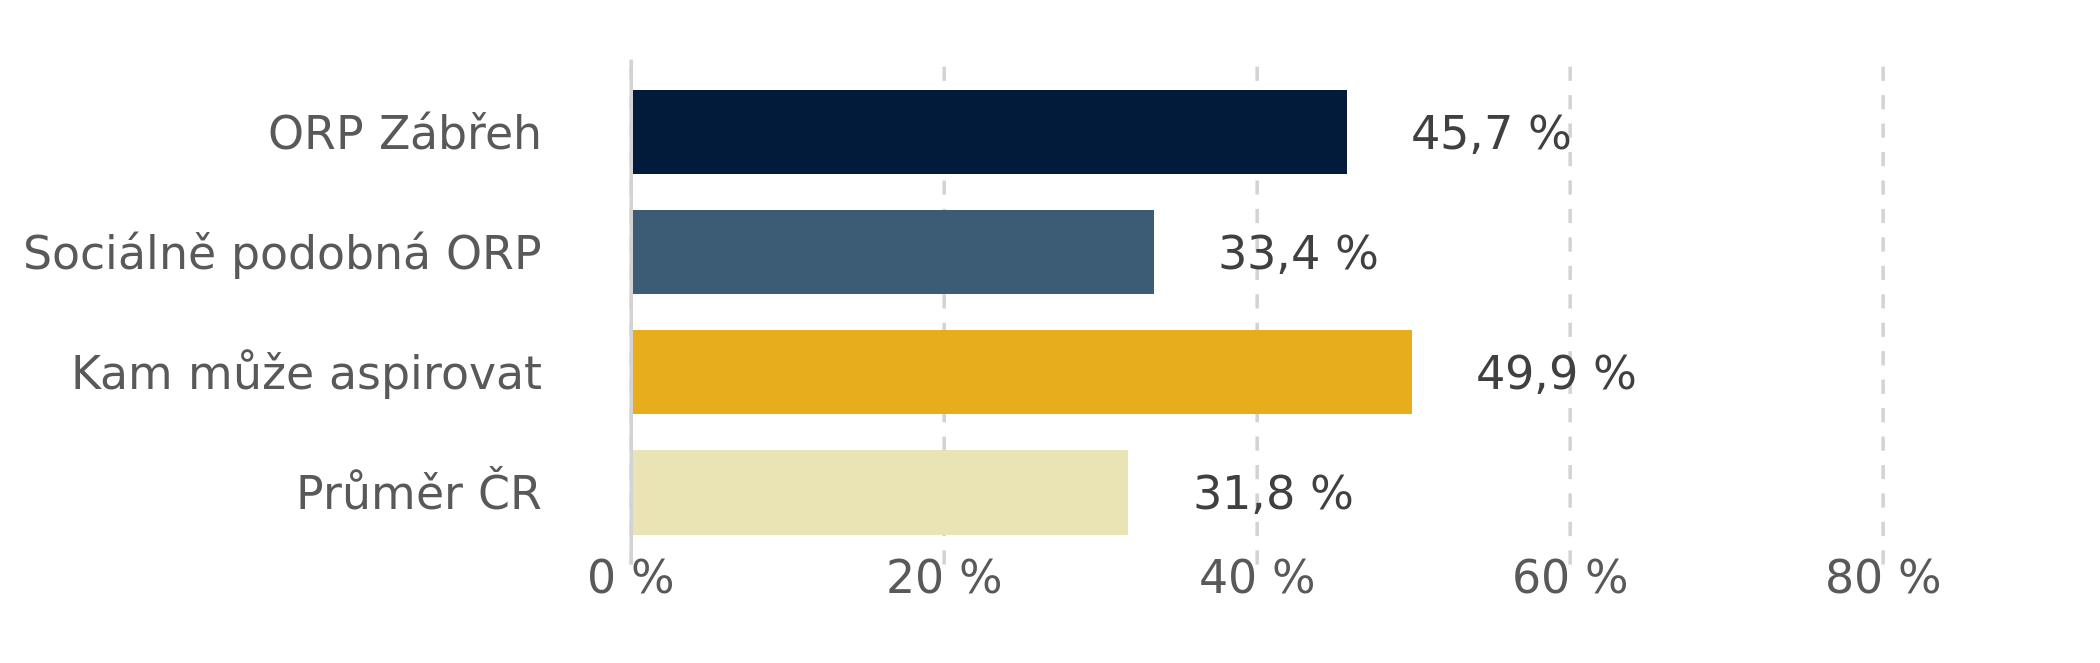 ORP Zábřeh 45,7 %
Sociálně podobná ORP 33,4 %
Kam může aspirovat 49,9 %
Průměr ČR 31,8 %
0 % 20 % 40 % 60 % 80 %